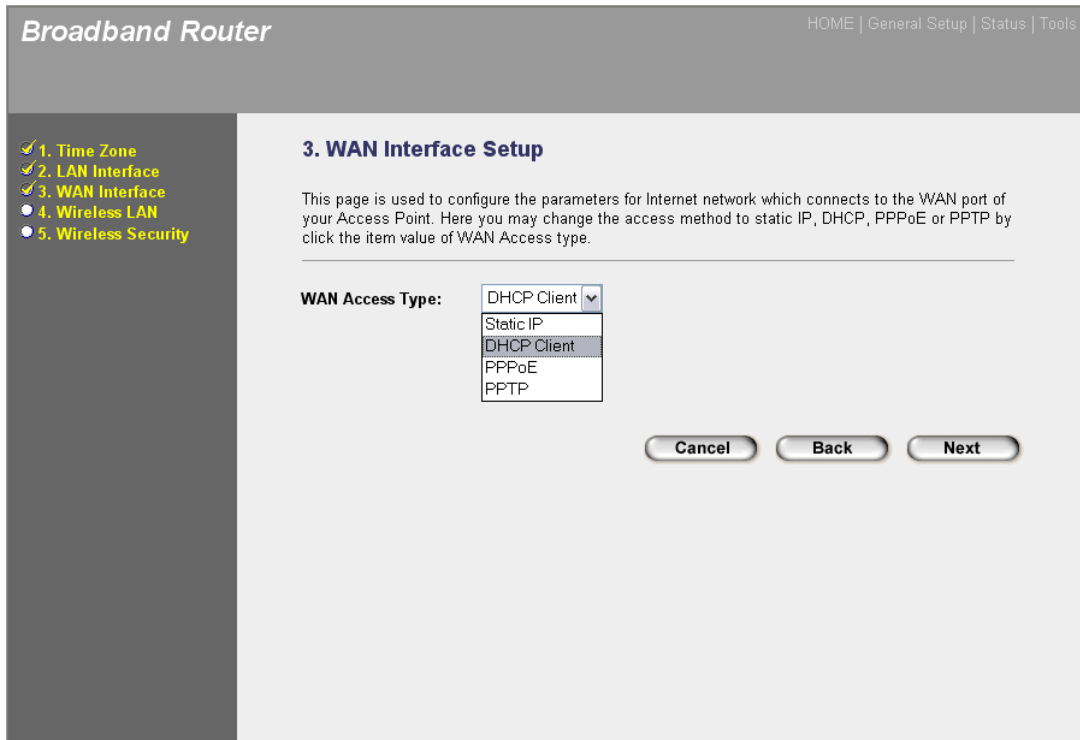 Broadband Router
HOME | General Setup | Status | Tools
1. Time Zone
2. LAN Interface
3. WAN Interface
4. Wireless LAN
5. Wireless Security
3. WAN Interface Setup
This page is used to configure the parameters for Internet network which connects to the WAN port of
your Access Point. Here you may change the access method to static IP, DHCP, PPPoE or PPTP by
click the item value of WAN Access type.
WAN Access Type: DHCP Client
Static IP
DHCP Client
PPPoE
PPTP
Cancel Back Next